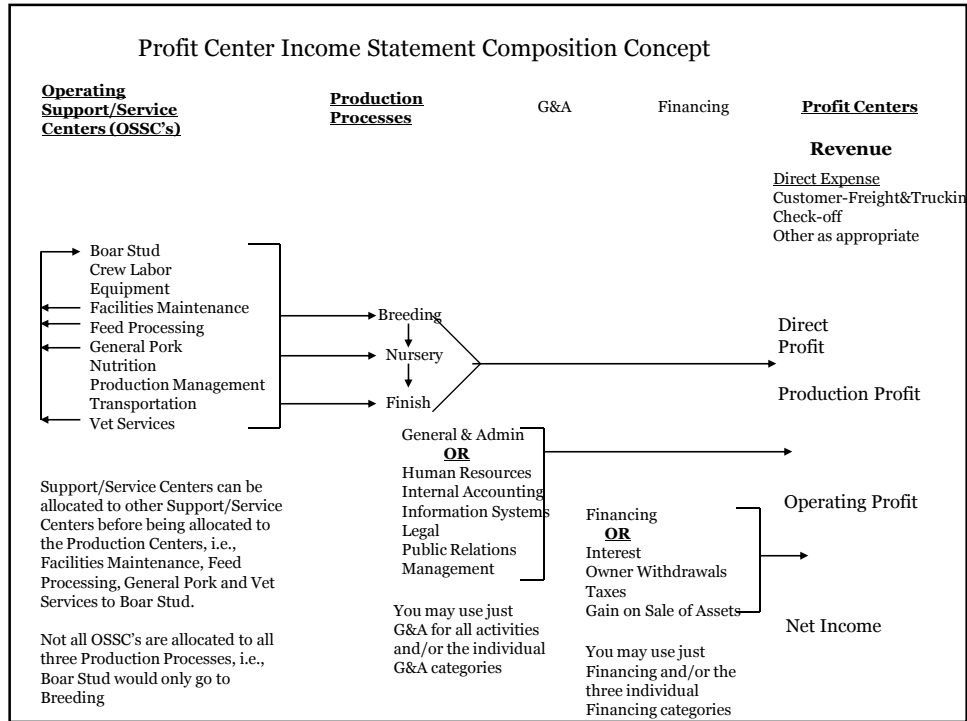 Profit Center Income Statement Composition Concept
Operating
Support/Service
Centers (OSSC's)
Production
Processes
G&A
Financing
Profit Centers
Revenue
Direct Expense
Customer-Freight&Truckin
Check-off
Other as appropriate
Boar Stud
Crew Labor
Equipment
Facilities Maintenance
Feed Processing
General Pork
Nutrition
Production Management
Transportation
Vet Services
Breeding
Nursery
Finish
Direct
Profit
Production Profit
General & Admin
OR
Human Resources
Internal Accounting
Information Systems
Legal
Public Relations
Management
Operating Profit
Financing
OR
Interest
Owner Withdrawals
Taxes
Gain on Sale of Assets
Net Income
Support/Service Centers can be
allocated to other Support/Service
Centers before being allocated to
the Production Centers, i.e.,
Facilities Maintenance, Feed
Processing, General Pork and Vet
Services to Boar Stud.
Not all OSSC's are allocated to all
three Production Processes, i.e.,
Boar Stud would only go to
Breeding
You may use just
G&A for all activities
and/or the individual
G&A categories
You may use just
Financing and/or the
three individual
Financing categories